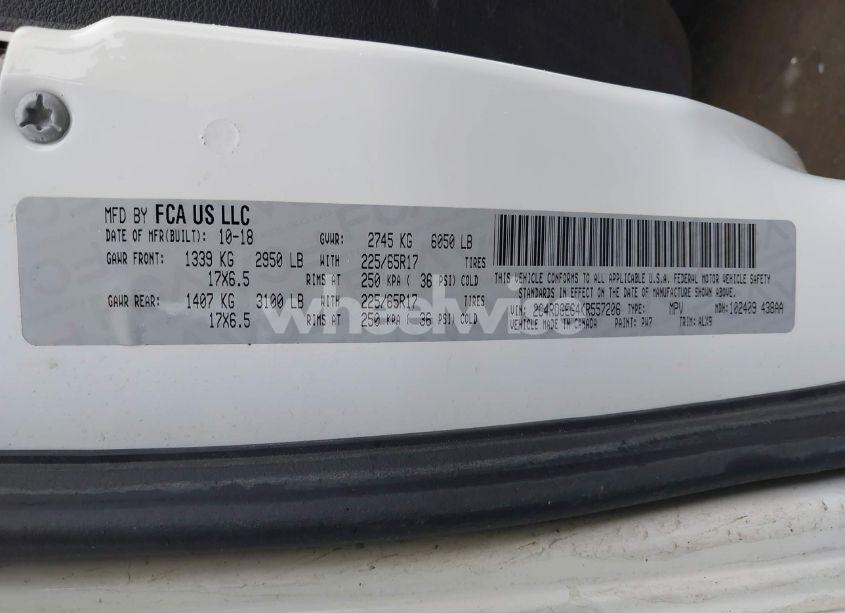 MFD BY FCA US LLC
DATE OF MFR(BUILT): 10-18 GVWR: 2745 KG 6050 LB
GAWR FRONT: 1339 KG 2950 LB WITH 225/65R17 TIRES
17X6.5 RIMS AT 250 KPA ( 36 PSI) COLD
GAWR REAR: 1407 KG 3100 LB WITH 225/65R17 TIRES
17X6.5 RIMS AT 250 KPA ( 36 PSI) COLD
THIS VEHICLE CONFORMS TO ALL APPLICABLE U.S.A. FEDERAL MOTOR VEHICLE SAFETY
STANDARDS IN EFFECT ON THE DATE OF MANUFACTURE SHOWN ABOVE.
VIN: 2C4RDGEG4KR557206 TYPE: MPV MDH: 102409 438AA
VEHICLE MADE IN CANADA PAINT: PW7 TRIM: ALX9